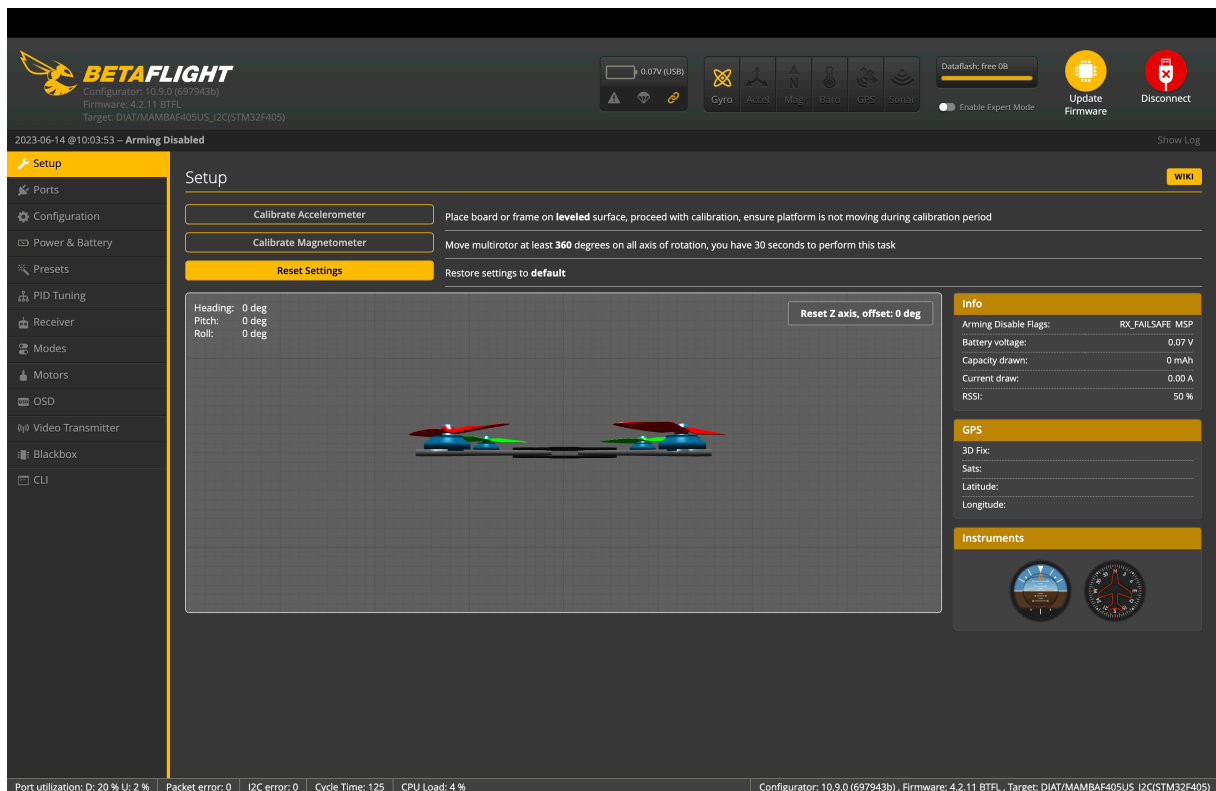 BETAFLIGHT
Configurator: 10.9.0 (697943b)
Firmware: 4.2.11 BTFL
Target: DIAT/MAMBAF405US_I2C(STM32F405)
0.07V (USB)
Gyro Accel Mag Baro GPS Sonar
Dataflash: free 0B
Enable Expert Mode
Update Firmware
Disconnect
2023-06-14 @10:03:53 -- Arming Disabled
Show Log
Setup
Ports
Configuration
Power & Battery
Presets
PID Tuning
Receiver
Modes
Motors
OSD
Video Transmitter
Blackbox
CLI
Setup
WIKI
Calibrate Accelerometer
Place board or frame on leveled surface, proceed with calibration, ensure platform is not moving during calibration period
Calibrate Magnetometer
Move multirotor at least 360 degrees on all axis of rotation, you have 30 seconds to perform this task
Reset Settings
Restore settings to default
Heading: 0 deg
Pitch: 0 deg
Roll: 0 deg
Reset Z axis, offset: 0 deg
Info
Arming Disable Flags: RX_FAILSAFE MSP
Battery voltage: 0.07 V
Capacity drawn: 0 mAh
Current draw: 0.00 A
RSSI: 50 %
GPS
3D Fix:
Sats:
Latitude:
Longitude:
Instruments
Port utilization: D: 20 % U: 2 % Packet error: 0 I2C error: 0 Cycle Time: 125 CPU Load: 4 %
Configurator: 10.9.0 (697943b) , Firmware: 4.2.11 BTFL , Target: DIAT/MAMBAF405US_I2C(STM32F405)